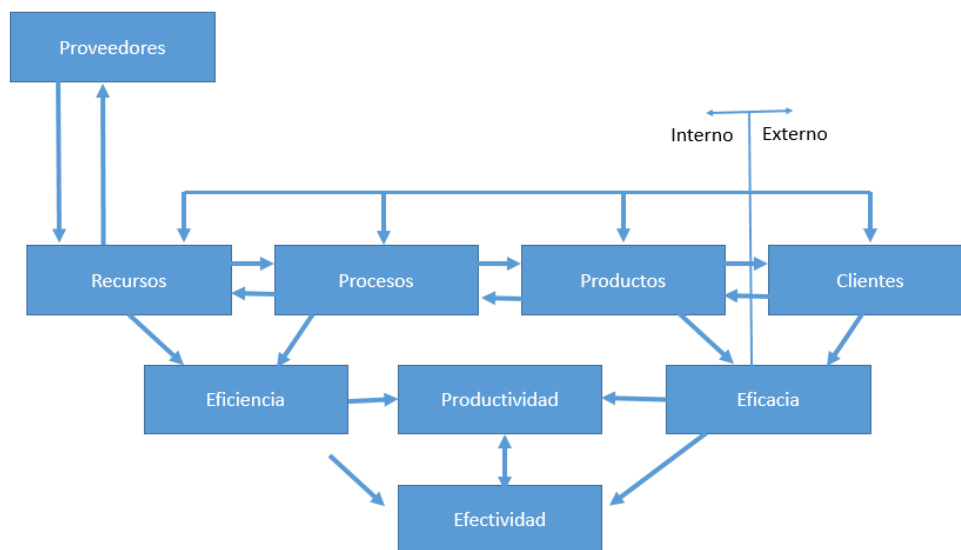 Proveedores
Interno
Externo
Recursos
Procesos
Productos
Clientes
Eficiencia
Productividad
Eficacia
Efectividad